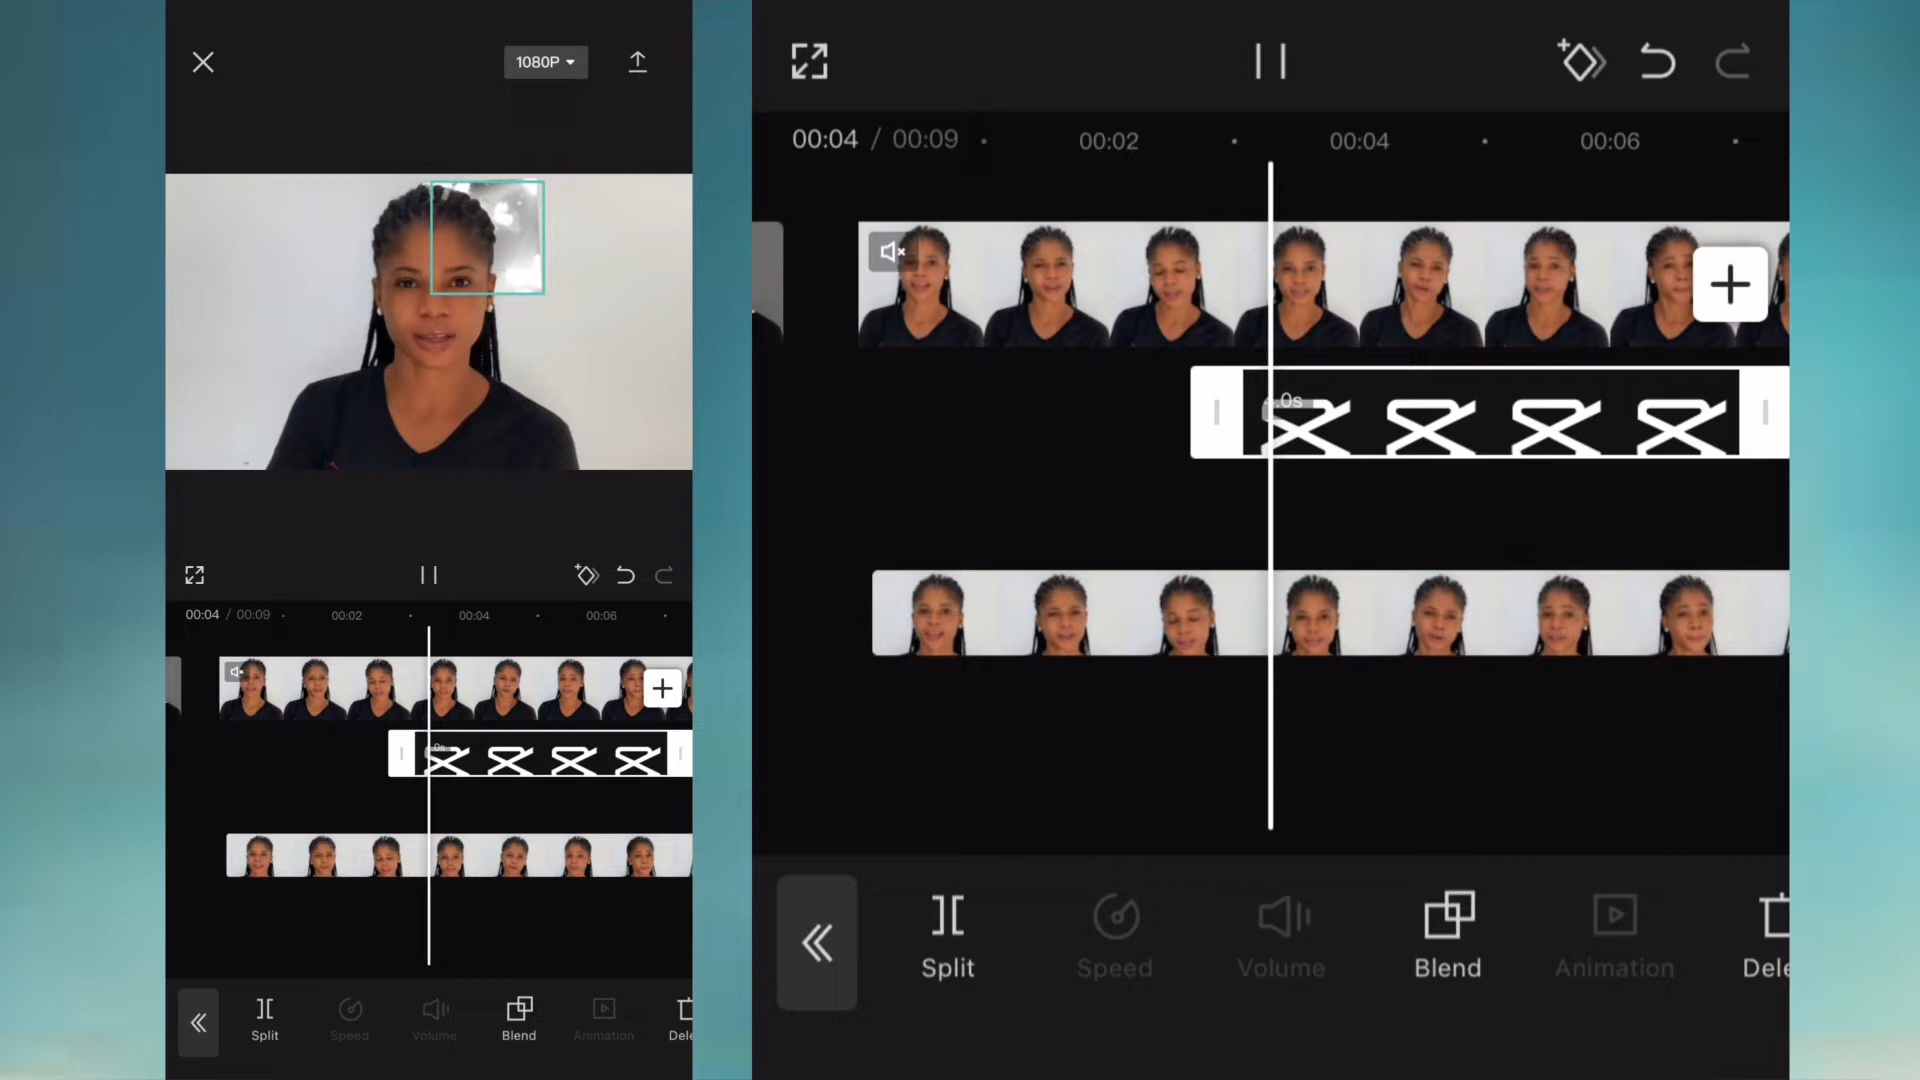 1080P
00:04 / 00:09 00:02 00:04 00:06
.0s
Split Speed Volume Blend Animation Dele
00:04 / 00:09 00:02 00:04 00:06
.0s
Split Speed Volume Blend Animation Dele